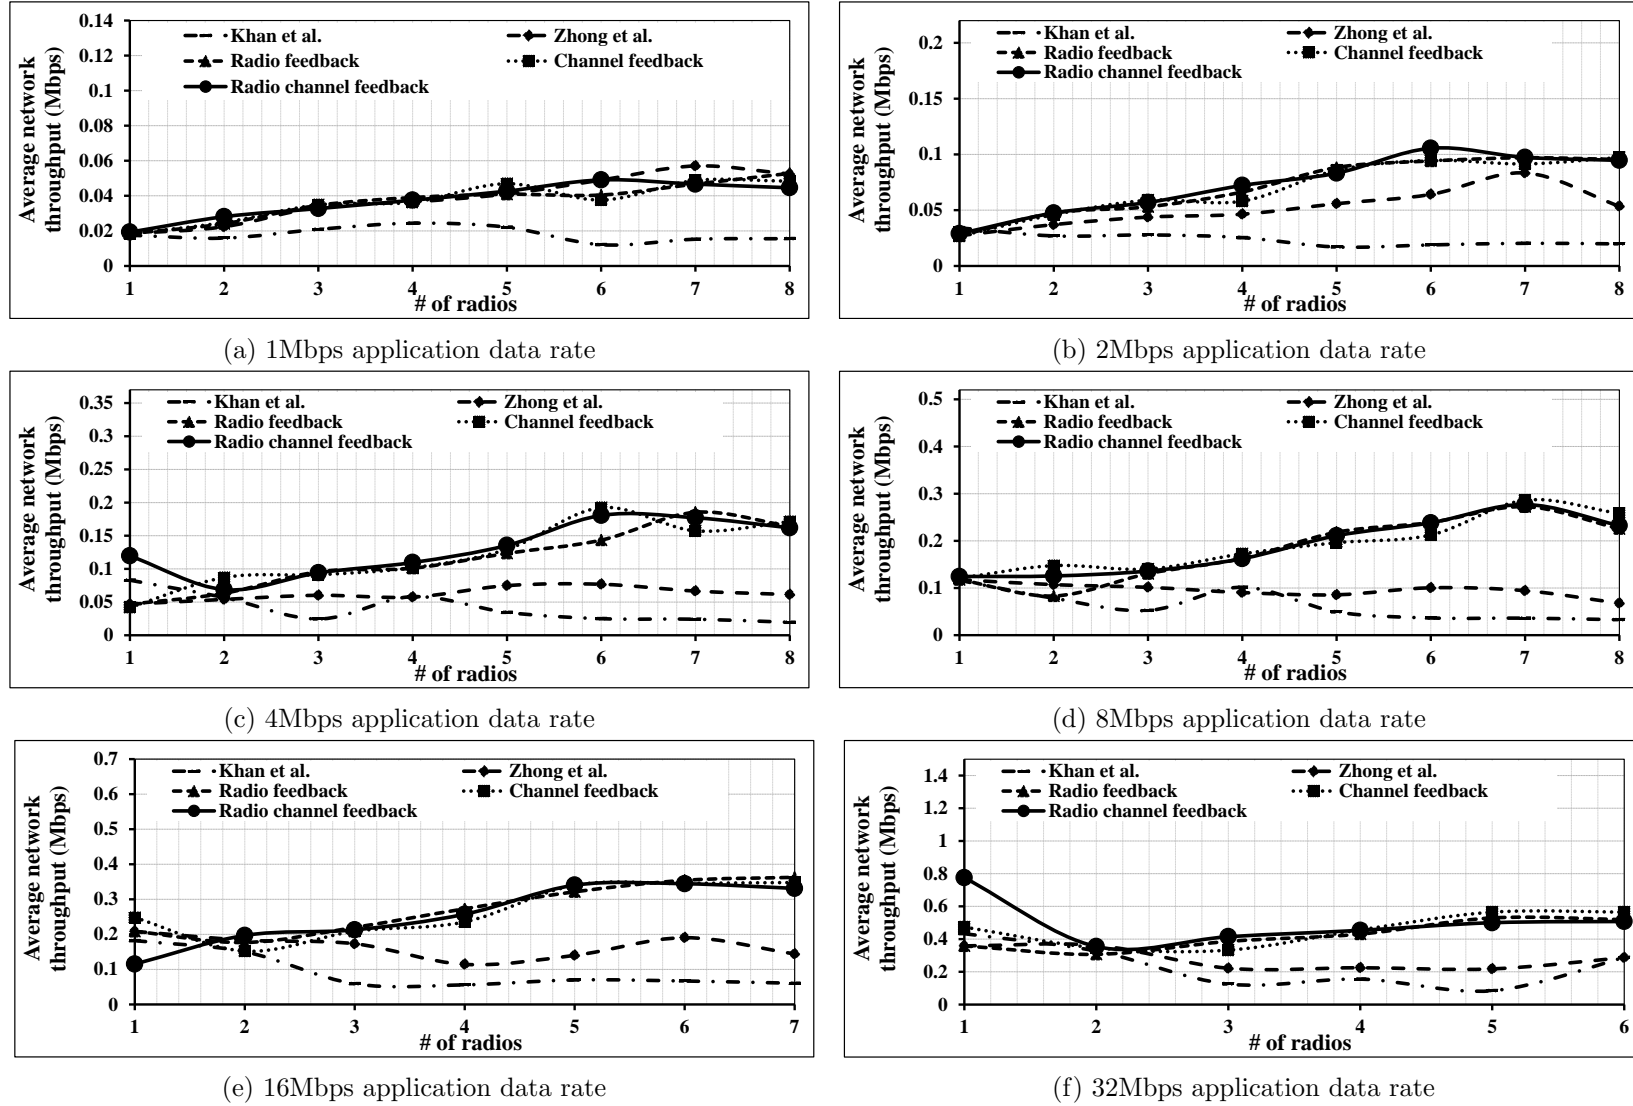 Average network
throughput (Mbps)
0.14
0.12
0.1
0.08
0.06
0.04
0.02
0
Khan et al.
Zhong et al.
Radio feedback
Channel feedback
Radio channel feedback
1 2 3 4 5 6 7 8
# of radios
(a) 1Mbps application data rate
Average network
throughput (Mbps)
0.2
0.15
0.1
0.05
0
Khan et al.
Zhong et al.
Radio feedback
Channel feedback
Radio channel feedback
1 2 3 4 5 6 7 8
# of radios
(b) 2Mbps application data rate
Average network
throughput (Mbps)
0.35
0.3
0.25
0.2
0.15
0.1
0.05
0
Khan et al.
Zhong et al.
Radio feedback
Channel feedback
Radio channel feedback
1 2 3 4 5 6 7 8
# of radios
(c) 4Mbps application data rate
Average network
throughput (Mbps)
0.5
0.4
0.3
0.2
0.1
0
Khan et al.
Zhong et al.
Radio feedback
Channel feedback
Radio channel feedback
1 2 3 4 5 6 7 8
# of radios
(d) 8Mbps application data rate
Average network
throughput (Mbps)
0.7
0.6
0.5
0.4
0.3
0.2
0.1
0
Khan et al.
Zhong et al.
Radio feedback
Channel feedback
Radio channel feedback
1 2 3 4 5 6 7
# of radios
(e) 16Mbps application data rate
Average network
throughput (Mbps)
1.4
1.2
1
0.8
0.6
0.4
0.2
0
Khan et al.
Zhong et al.
Radio feedback
Channel feedback
Radio channel feedback
1 2 3 4 5 6
# of radios
(f) 32Mbps application data rate